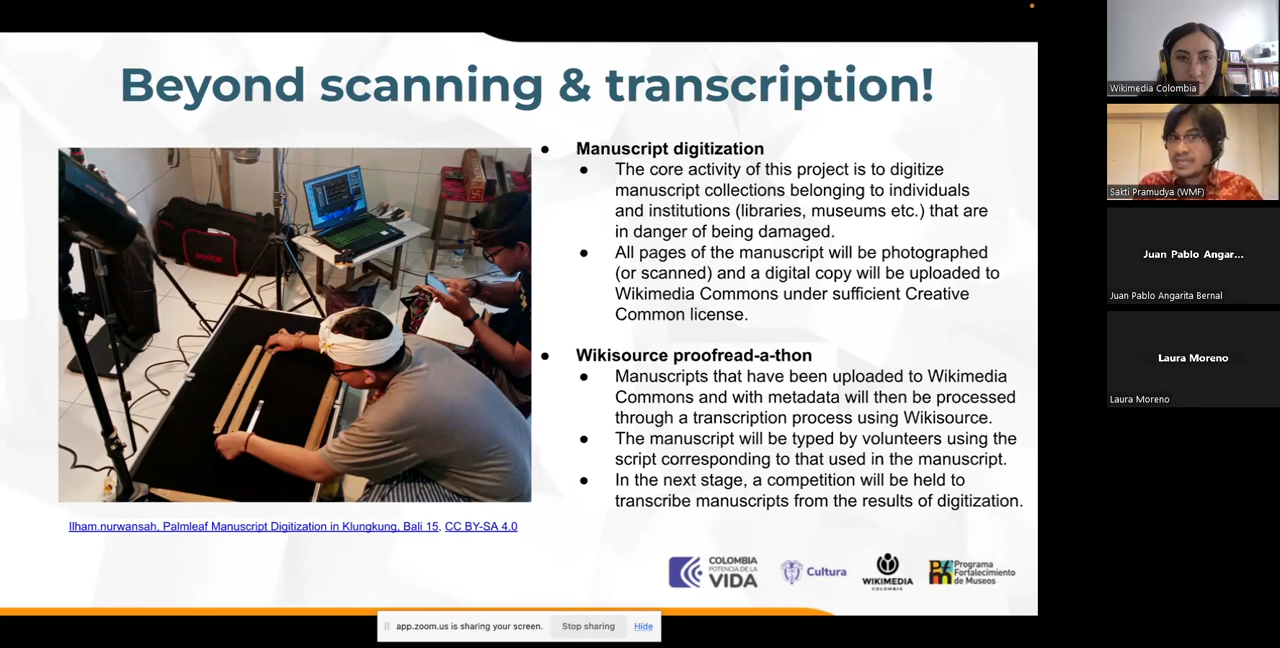 Beyond scanning & transcription!
● Manuscript digitization
● The core activity of this project is to digitize
manuscript collections belonging to individuals
and institutions (libraries, museums etc.) that are
in danger of being damaged.
● All pages of the manuscript will be photographed
(or scanned) and a digital copy will be uploaded to
Wikimedia Commons under sufficient Creative
Common license.
● Wikisource proofread-a-thon
● Manuscripts that have been uploaded to Wikimedia
Commons and with metadata will then be processed
through a transcription process using Wikisource.
● The manuscript will be typed by volunteers using the
script corresponding to that used in the manuscript.
● In the next stage, a competition will be held to
transcribe manuscripts from the results of digitization.
Godox
Ilham.nurwansah, Palmleaf Manuscript Digitization in Klungkung, Bali 15, CC BY-SA 4.0
COLOMBIA
POTENCIA DE LA
VIDA
Cultura
WIKIMEDIA
COLOMBIA
Programa
Fortalecimiento
de Museos
app.zoom.us is sharing your screen. Stop sharing Hide
Wikimedia Colombia
Sakti Pramudya (WMF)
Juan Pablo Angar...
Juan Pablo Angarita Bernal
Laura Moreno
Laura Moreno